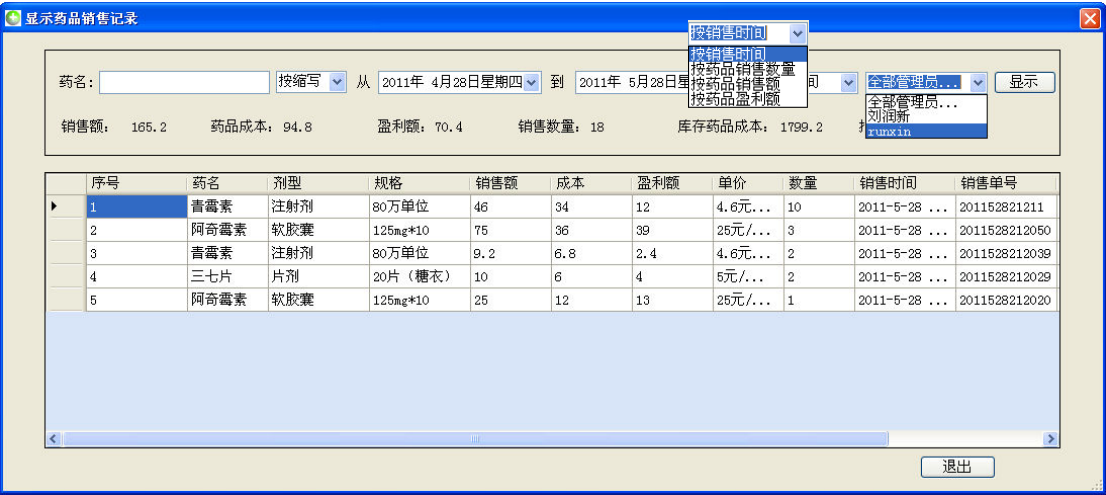 显示药品销售记录
按销售时间
按销售时间
按药品销售数量
按药品销售额
按药品盈利额
药名: 按缩写 从 2011年 4月28日星期四 到 2011年 5月28日星 间 全部管理员... 显示
全部管理员...
刘润新
runxin
销售额: 165.2 药品成本: 94.8 盈利额: 70.4 销售数量: 18 库存药品成本: 1799.2
序号 药名 剂型 规格 销售额 成本 盈利额 单价 数量 销售时间 销售单号
1 青霉素 注射剂 80万单位 46 34 12 4.6元... 10 2011-5-28 ... 201152821211
2 阿奇霉素 软胶囊 125mg*10 75 36 39 25元/... 3 2011-5-28 ... 2011528212050
3 青霉素 注射剂 80万单位 9.2 6.8 2.4 4.6元... 2 2011-5-28 ... 2011528212039
4 三七片 片剂 20片（糖衣） 10 6 4 5元/... 2 2011-5-28 ... 2011528212029
5 阿奇霉素 软胶囊 125mg*10 25 12 13 25元/... 1 2011-5-28 ... 2011528212020
退出